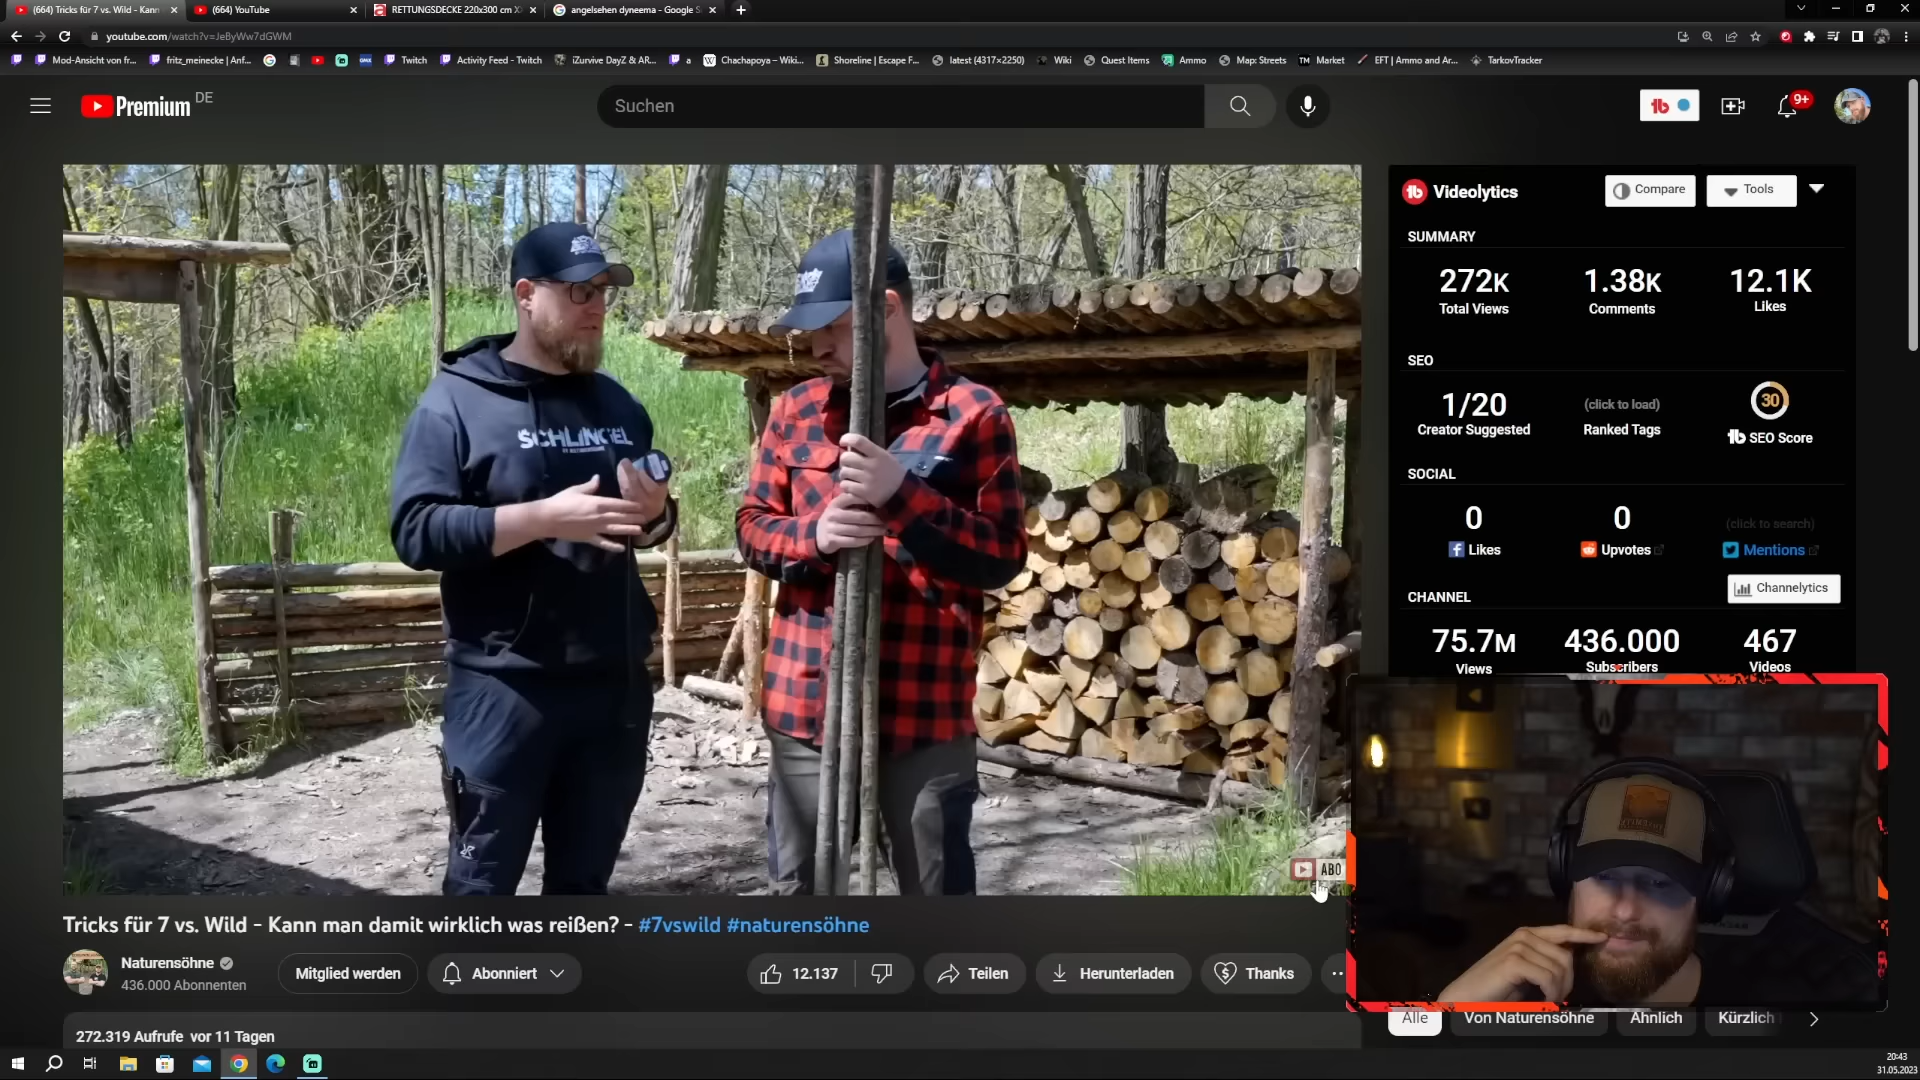 (664) Tricks für 7 vs. Wild - Kann
(664) YouTube
RETTUNGSDECKE 220x300 cm X
angelsehen dyneema - Google S
youtube.com/watch?v=JeByWw7dGWM
Mod-Ansicht von fr...
fritz_meinecke | Anf...
GMX
Twitch
Activity Feed - Twitch
iZurvive DayZ & AR...
a
Chachapoya – Wiki...
Shoreline | Escape F...
latest (4317×2250)
Wiki
Quest Items
Ammo
Map: Streets
TM Market
EFT | Ammo and Ar...
TarkovTracker
Premium DE
Suchen
9+
SCHLINGEL
ABO
Videolytics
Compare
Tools
SUMMARY
272K 1.38K 12.1K
Total Views Comments Likes
SEO
1/20 (click to load) 30
Creator Suggested Ranked Tags SEO Score
SOCIAL
0 0 (click to search)
Likes Upvotes Mentions
CHANNEL Channelytics
75.7M 436.000 467
Views Subscribers Videos
Tricks für 7 vs. Wild - Kann man damit wirklich was reißen? - #7vswild #naturensöhne
Naturensöhne
436.000 Abonnenten
Mitglied werden
Abonniert
12.137
Teilen
Herunterladen
Thanks
272.319 Aufrufe vor 11 Tagen
Alle
Von Naturensöhne
Ähnlich
Kürzlich
20:43
31.05.2023